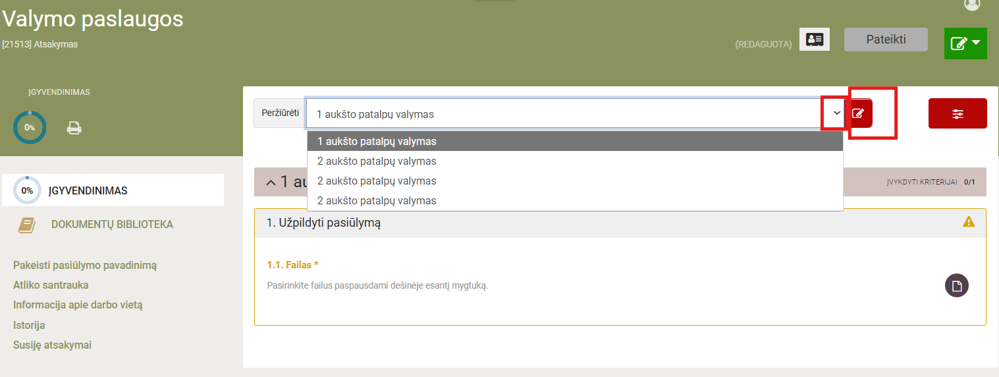 Valymo paslaugos
[21513] Atsakymas
(REDAGUOTA)
Pateikti
ĮGYVENDINIMAS
0%
Peržiūrėti
1 aukšto patalpų valymas
1 aukšto patalpų valymas
2 aukšto patalpų valymas
2 aukšto patalpų valymas
2 aukšto patalpų valymas
0%
ĮGYVENDINIMAS
DOKUMENTŲ BIBLIOTEKA
Pakeisti pasiūlymo pavadinimą
Atliko santrauka
Informacija apie darbo vietą
Istorija
Susiję atsakymai
1 au
ĮVYKDYTI KRITERIJAI 0/1
1. Užpildyti pasiūlymą
1.1. Failas *
Pasirinkite failus paspausdami dešinėje esantį mygtuką.